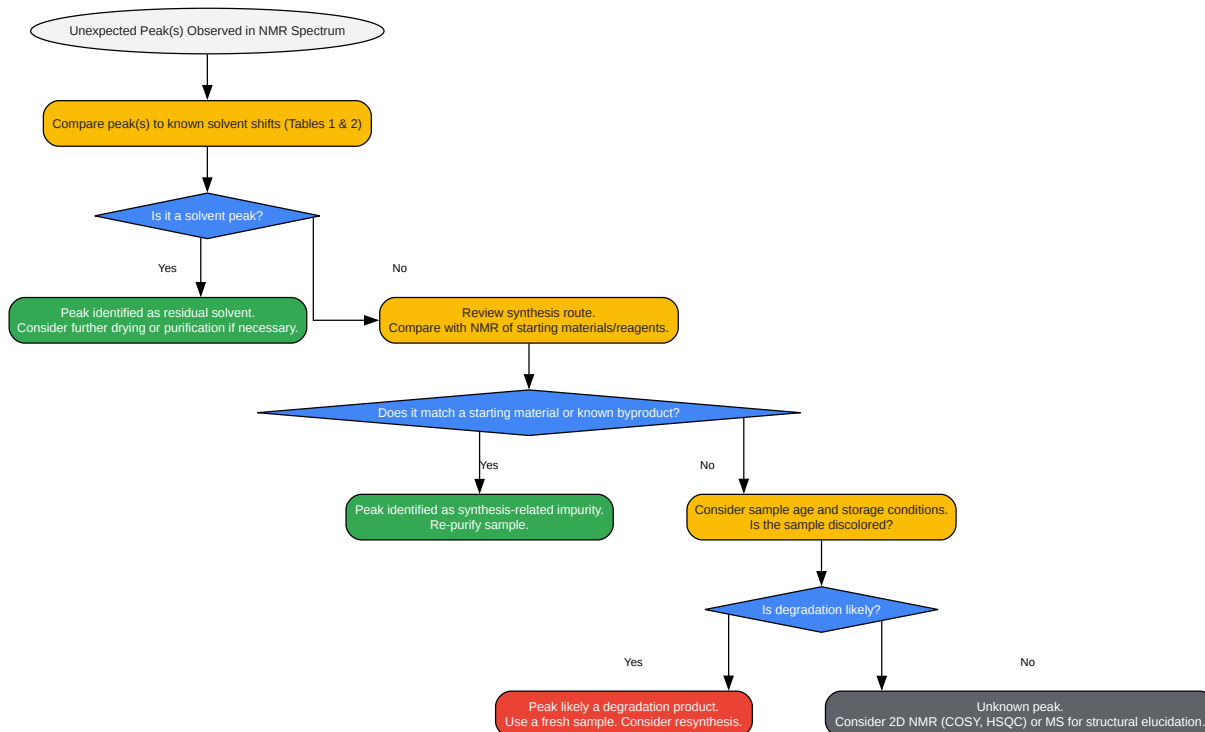 Unexpected Peak(s) Observed in NMR Spectrum
Compare peak(s) to known solvent shifts (Tables 1 & 2)
Is it a solvent peak?
Yes
No
Peak identified as residual solvent.
Consider further drying or purification if necessary.
Review synthesis route.
Compare with NMR of starting materials/reagents.
Does it match a starting material or known byproduct?
Yes
No
Peak identified as synthesis-related impurity.
Re-purify sample.
Consider sample age and storage conditions.
Is the sample discolored?
Is degradation likely?
Yes
No
Peak likely a degradation product.
Use a fresh sample. Consider resynthesis.
Unknown peak.
Consider 2D NMR (COSY, HSQC) or MS for structural elucidation.